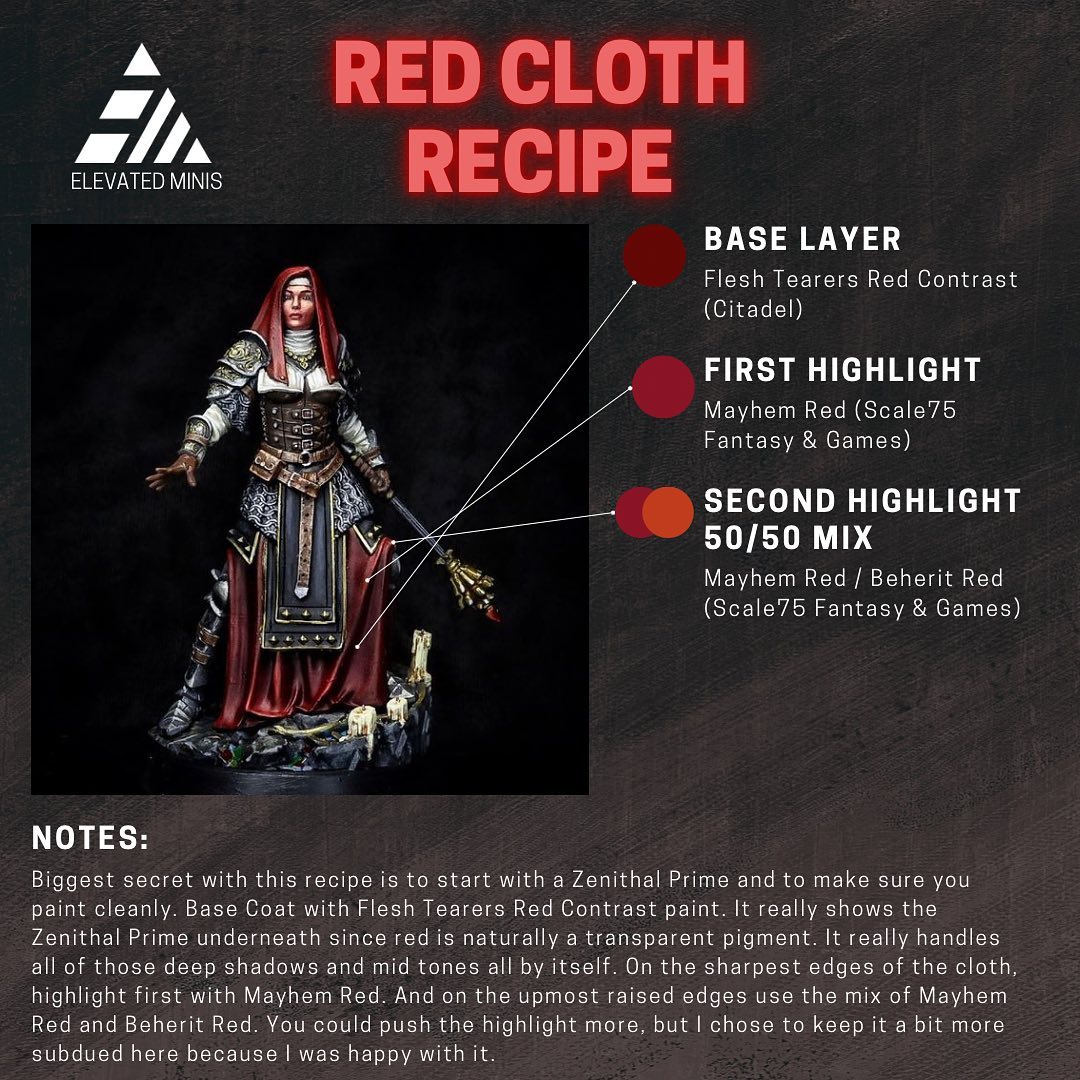 RED CLOTH
RECIPE
ELEVATED MINIS
BASE LAYER
Flesh Tearers Red Contrast
(Citadel)
FIRST HIGHLIGHT
Mayhem Red (Scale75
Fantasy & Games)
SECOND HIGHLIGHT
50/50 MIX
Mayhem Red / Beherit Red
(Scale75 Fantasy & Games)
NOTES:
Biggest secret with this recipe is to start with a Zenithal Prime and to make sure you
paint cleanly. Base Coat with Flesh Tearers Red Contrast paint. It really shows the
Zenithal Prime underneath since red is naturally a transparent pigment. It really handles
all of those deep shadows and mid tones all by itself. On the sharpest edges of the cloth,
highlight first with Mayhem Red. And on the upmost raised edges use the mix of Mayhem
Red and Beherit Red. You could push the highlight more, but I chose to keep it a bit more
subdued here because I was happy with it.